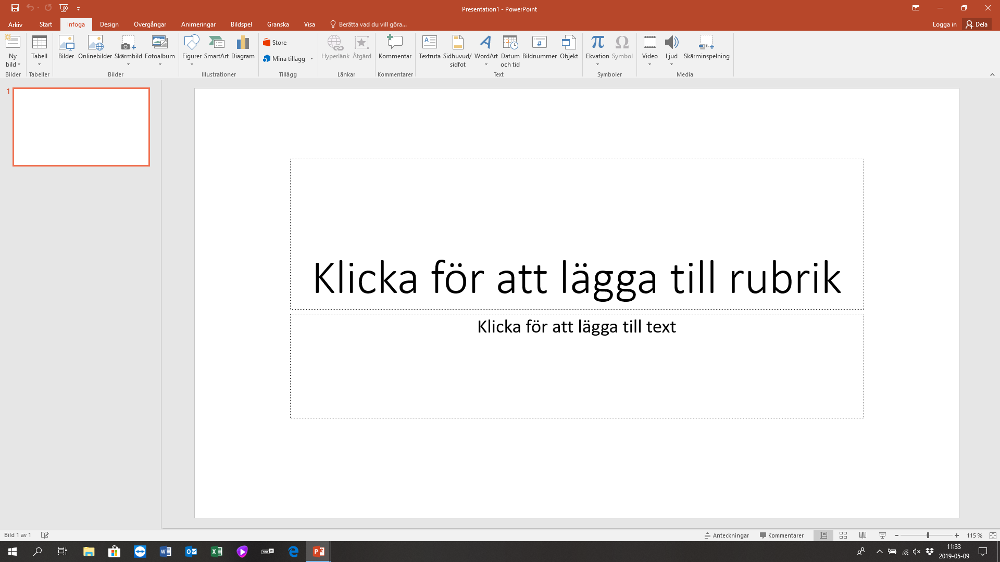 Presentation1 - PowerPoint
Arkiv Start Infoga Design Övergångar Animeringar Bildspel Granska Visa Berätta vad du vill göra... Logga in Dela
Ny bild
Tabell
Bilder
Onlinebilder
Skärmbild
Fotoalbum
Figurer
SmartArt
Diagram
Store
Mina tillägg
Hyperlänk
Åtgärd
Kommentar
Textruta
Sidhuvud/
sidfot
WordArt
Datum
och tid
Bildnummer
Objekt
Ekvation
Symbol
Video
Ljud
Skärminspelning
Bilder Tabeller Bilder Illustrationer Tillägg Länkar Kommentarer Text Symboler Media
1
Klicka för att lägga till rubrik
Klicka för att lägga till text
Bild 1 av 1 Anteckningar Kommentarer 115 %
11:33
2019-05-09